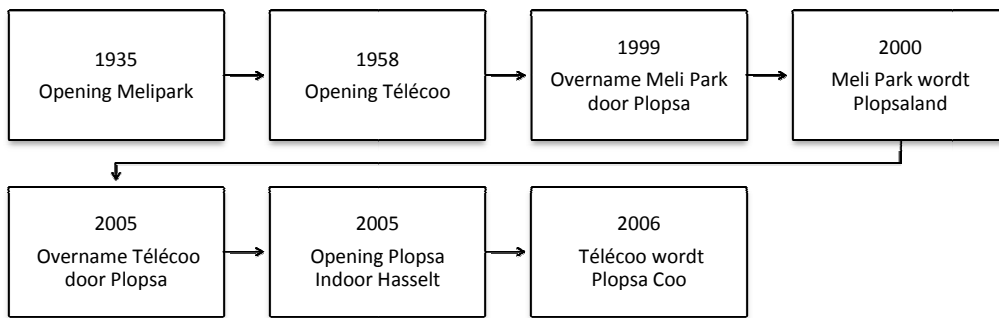 1935
Opening Melipark
1958
Opening Télécoo
1999
Overname Meli Park
door Plopsa
2000
Meli Park wordt
Plopsaland
2005
Overname Télécoo
door Plopsa
2005
Opening Plopsa
Indoor Hasselt
2006
Télécoo wordt
Plopsa Coo